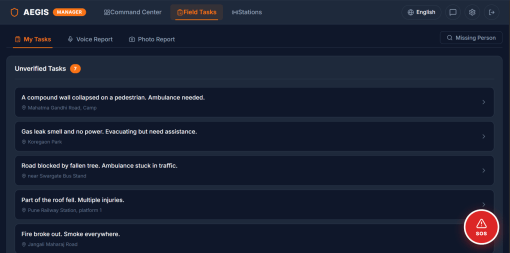 AEGIS MANAGER Command Center Field Tasks Stations English
My Tasks Voice Report Photo Report Missing Person
Unverified Tasks 7
A compound wall collapsed on a pedestrian. Ambulance needed.
Mahatma Gandhi Road, Camp
Gas leak smell and no power. Evacuating but need assistance.
Koregaon Park
Road blocked by fallen tree. Ambulance stuck in traffic.
near Swargate Bus Stand
Part of the roof fell. Multiple injuries.
Pune Railway Station, platform 1
SOS
Fire broke out. Smoke everywhere.
Jangali Maharaj Road